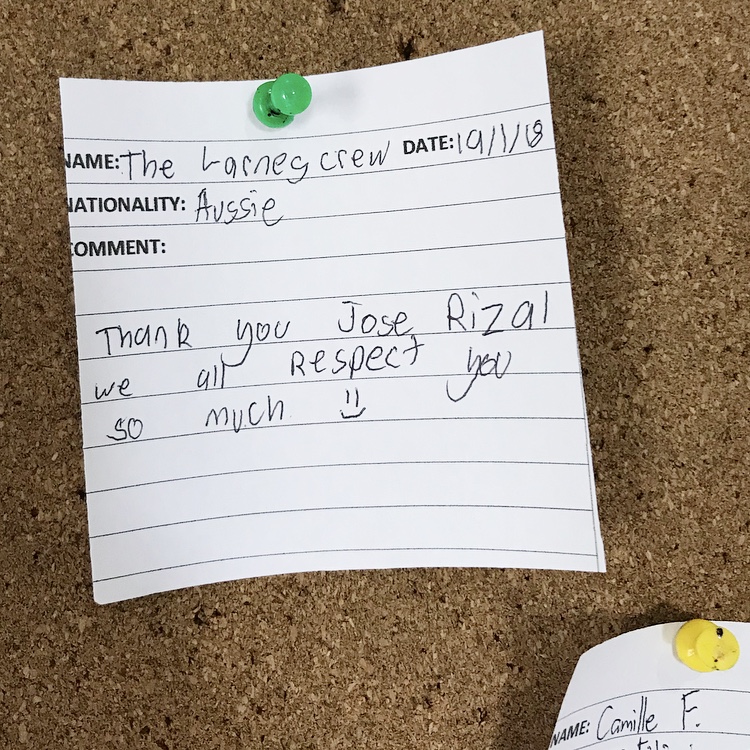 NAME: The Larney crew DATE: 19/1/18
NATIONALITY: Aussie
COMMENT:
Thank you Jose Rizal
we all Respect you
so much
NAME: Camille F.